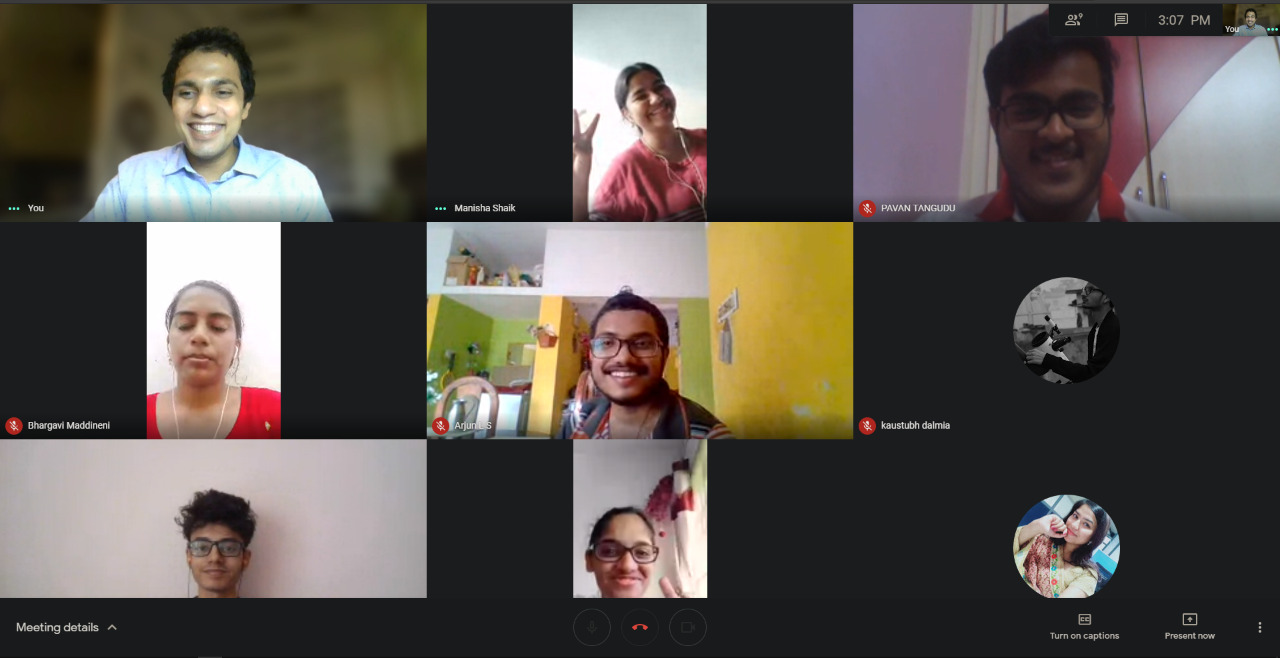 9
3:07 PM
You
You
Manisha Shaik
PAVAN TANGUDU
Bhargavi Maddineni
Arjun L S
kaustubh dalmia
Meeting details
CC
Turn on captions
Present now